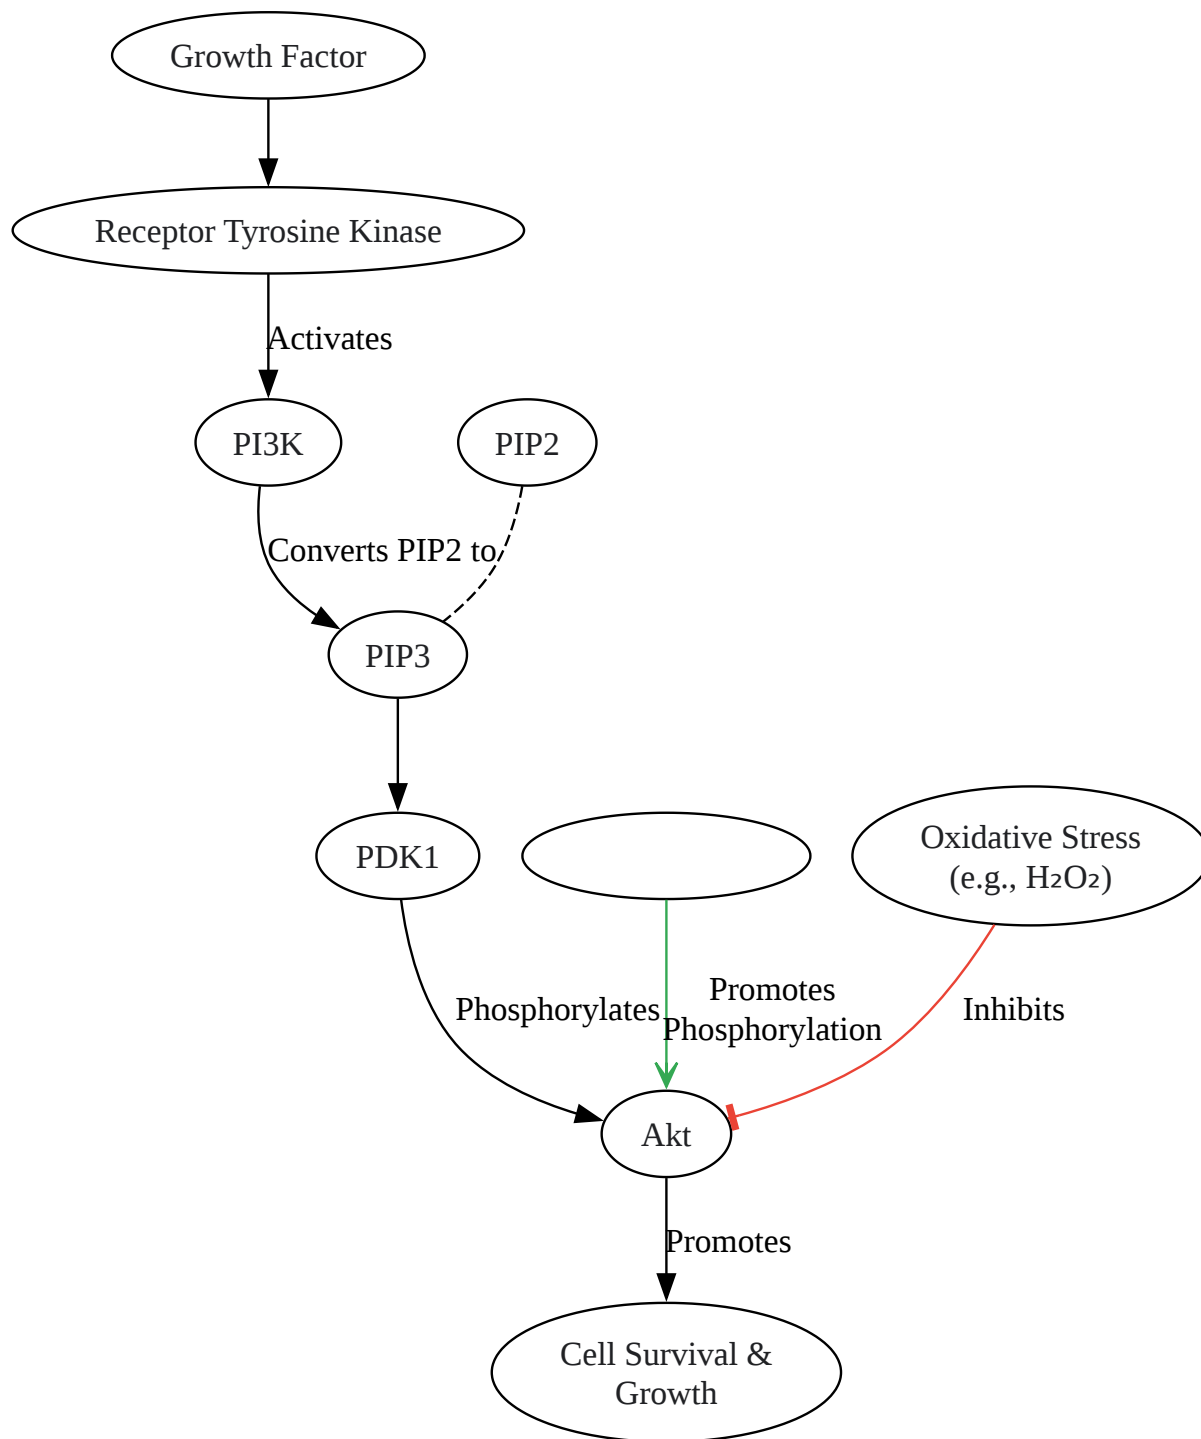 Growth Factor
Receptor Tyrosine Kinase
Activates
PI3K
PIP2
Converts PIP2 to
PIP3
PDK1
Oxidative Stress
(e.g., H₂O₂)
Phosphorylates
Promotes
Phosphorylation
Inhibits
Akt
Promotes
Cell Survival &
Growth